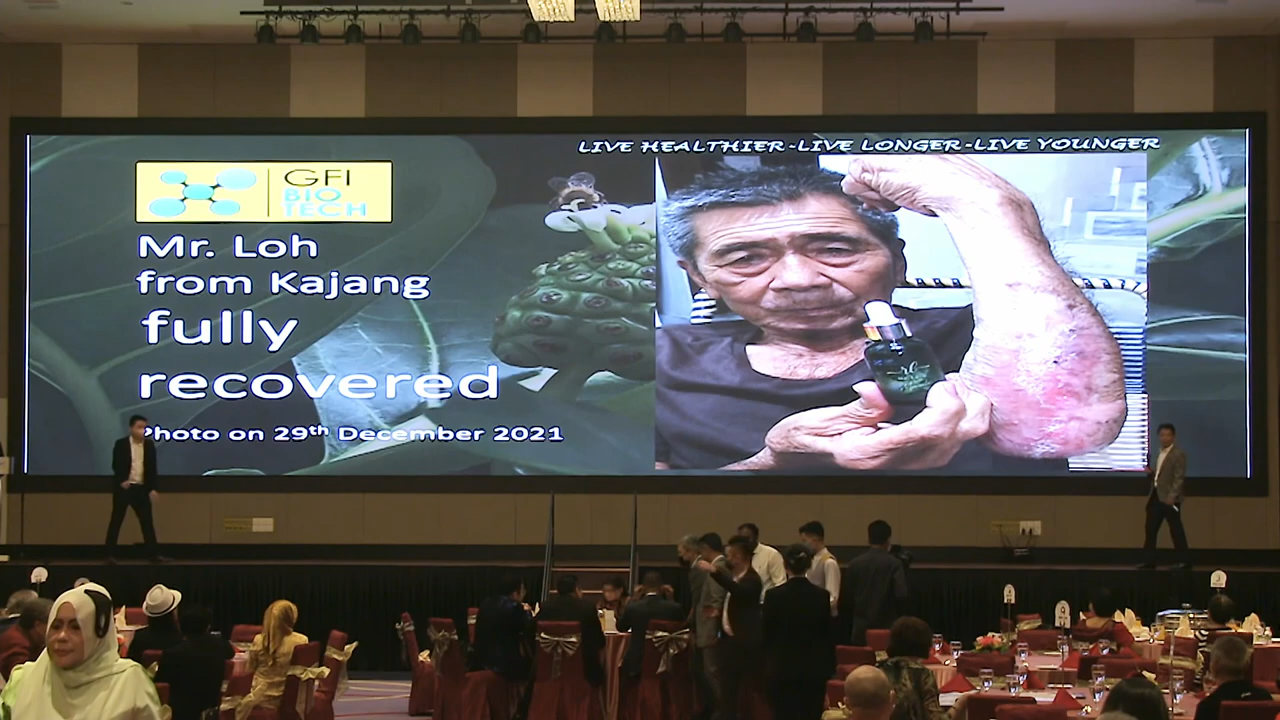 LIVE HEALTHIER-LIVE LONGER-LIVE YOUNGER
GFI
BIO
TECH
Mr. Loh
from Kajang
fully
recovered
Photo on 29th December 2021